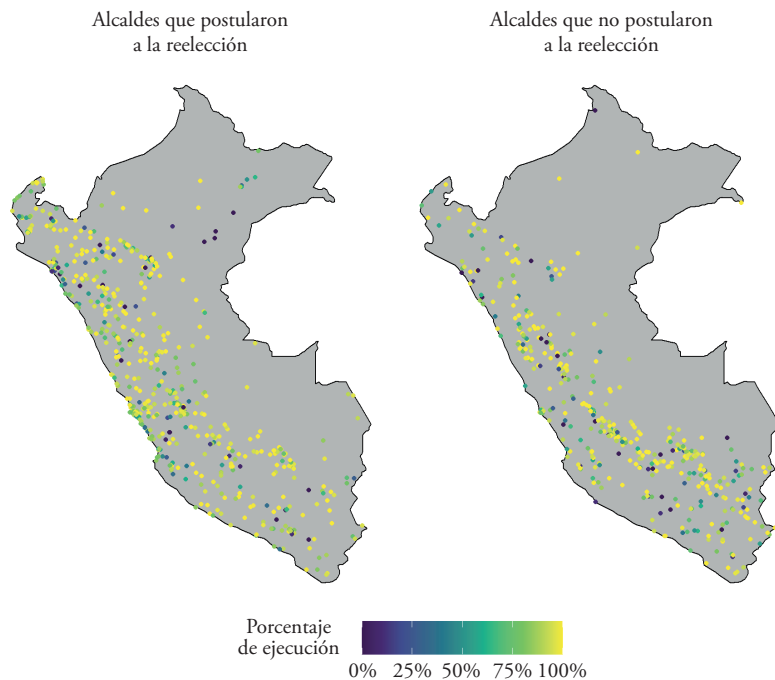 Alcaldes que postularon
a la reelección
Alcaldes que no postularon
a la reelección
Porcentaje
de ejecución
0% 25% 50% 75% 100%